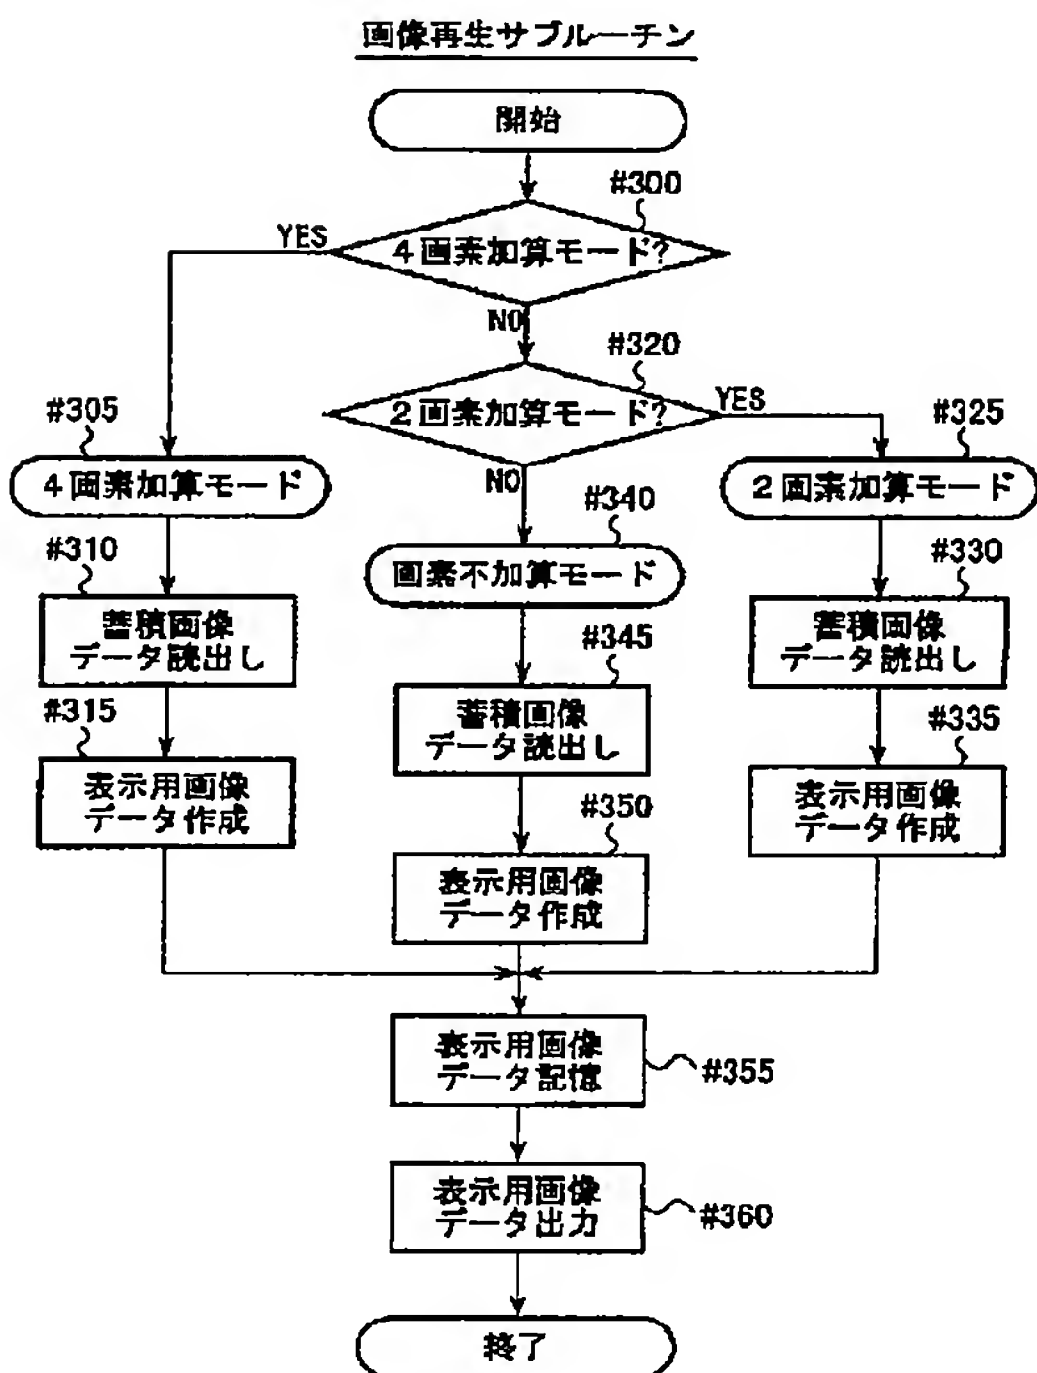 画像再生サブルーチン
開始
#300
YES
4画素加算モード?
NO
#320
2画素加算モード?
YES
NO
#305
4画素加算モード
#325
2画素加算モード
#340
画素不加算モード
#310
蓄積画像
データ読出し
#330
蓄積画像
データ読出し
#345
蓄積画像
データ読出し
#315
表示用画像
データ作成
#335
表示用画像
データ作成
#350
表示用画像
データ作成
表示用画像
データ記憶
#355
表示用画像
データ出力
#360
終了